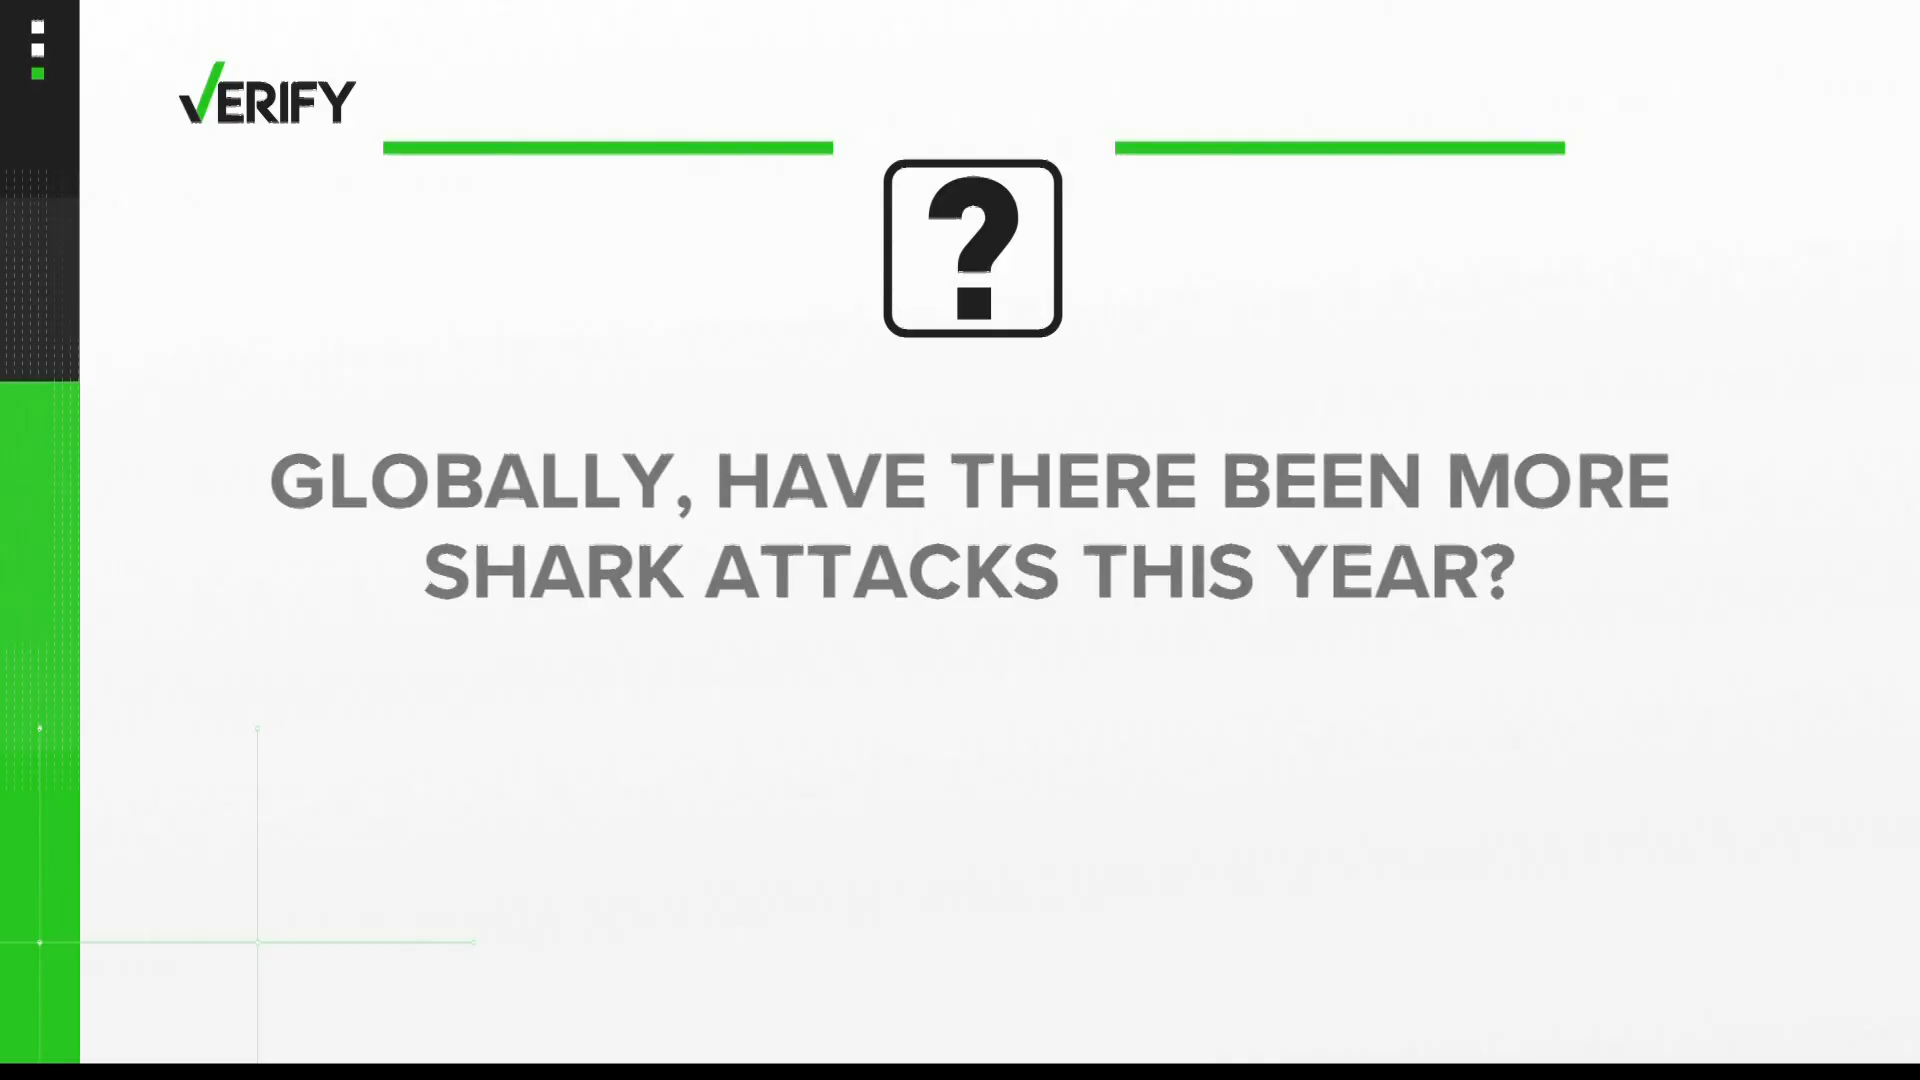 VERIFY
?
GLOBALLY, HAVE THERE BEEN MORE
SHARK ATTACKS THIS YEAR?